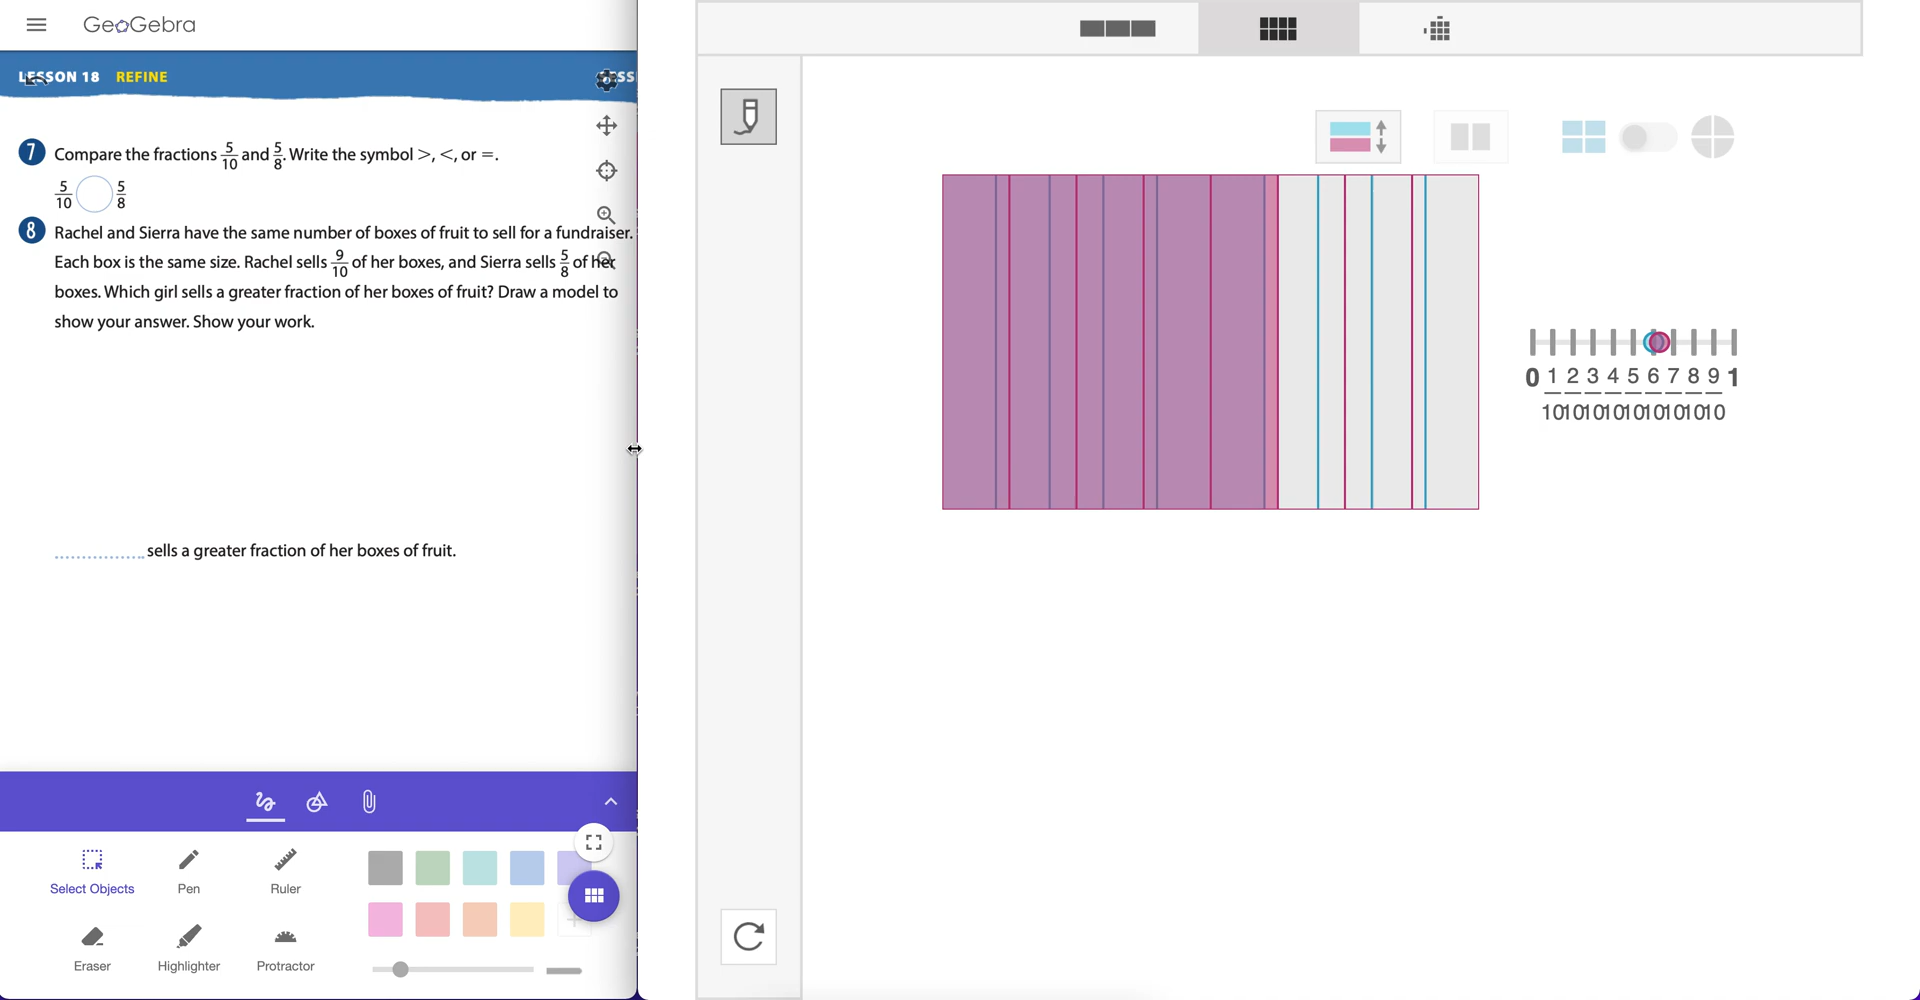 GeoGebra
LESSON 18 REFINE
7 Compare the fractions 5/10 and 5/8. Write the symbol >, <, or =.
5/10 5/8
8 Rachel and Sierra have the same number of boxes of fruit to sell for a fundraiser.
Each box is the same size. Rachel sells 9/10 of her boxes, and Sierra sells 5/8 of her
boxes. Which girl sells a greater fraction of her boxes of fruit? Draw a model to
show your answer. Show your work.
sells a greater fraction of her boxes of fruit.
Select Objects Pen Ruler
Eraser Highlighter Protractor
0 1/10 2/10 3/10 4/10 5/10 6/10 7/10 8/10 9/10 1